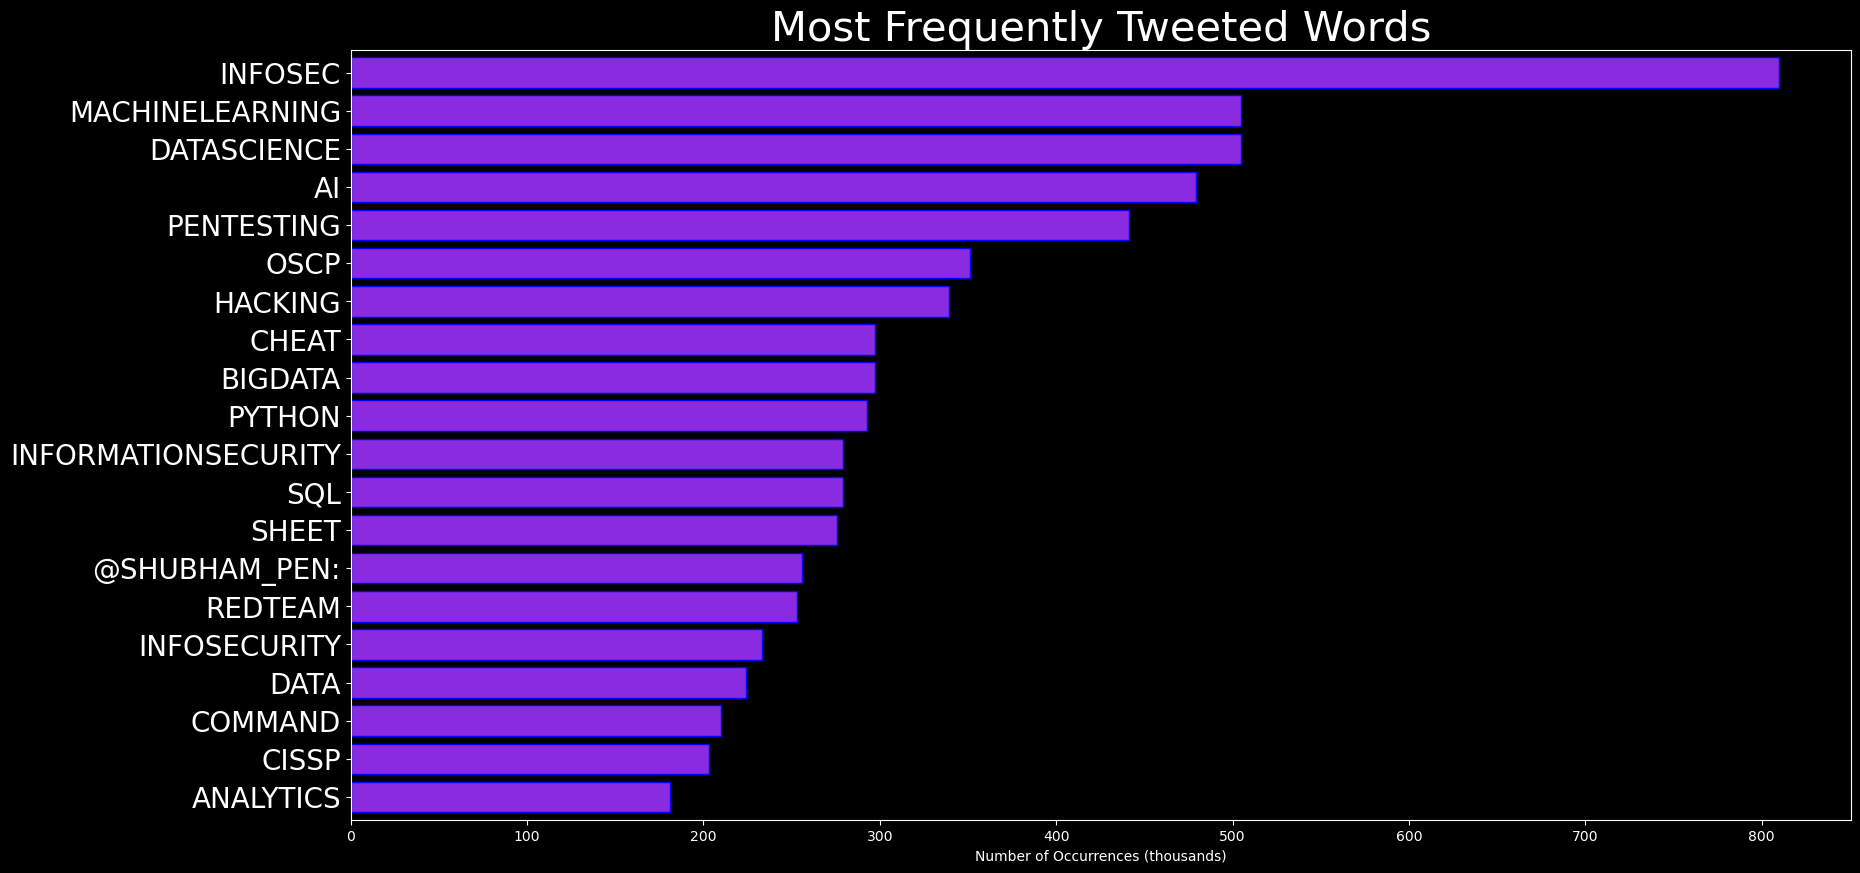 Most Frequently Tweeted Words
INFOSEC
MACHINELEARNING
DATASCIENCE
AI
PENTESTING
OSCP
HACKING
CHEAT
BIGDATA
PYTHON
INFORMATIONSECURITY
SQL
SHEET
@SHUBHAM_PEN:
REDTEAM
INFOSECURITY
DATA
COMMAND
CISSP
ANALYTICS
0 100 200 300 400 500 600 700 800
Number of Occurrences (thousands)